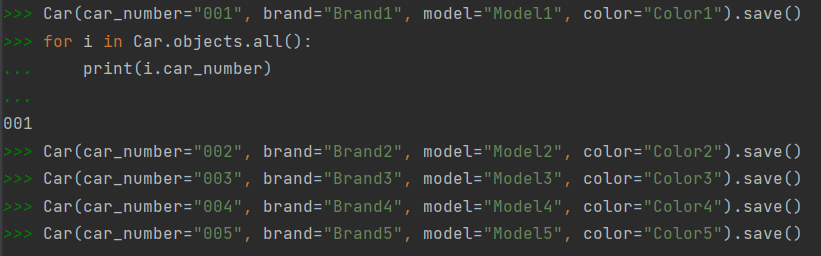 >>> Car(car_number="001", brand="Brand1", model="Model1", color="Color1").save()
>>> for i in Car.objects.all():
...     print(i.car_number)
...
001
>>> Car(car_number="002", brand="Brand2", model="Model2", color="Color2").save()
>>> Car(car_number="003", brand="Brand3", model="Model3", color="Color3").save()
>>> Car(car_number="004", brand="Brand4", model="Model4", color="Color4").save()
>>> Car(car_number="005", brand="Brand5", model="Model5", color="Color5").save()